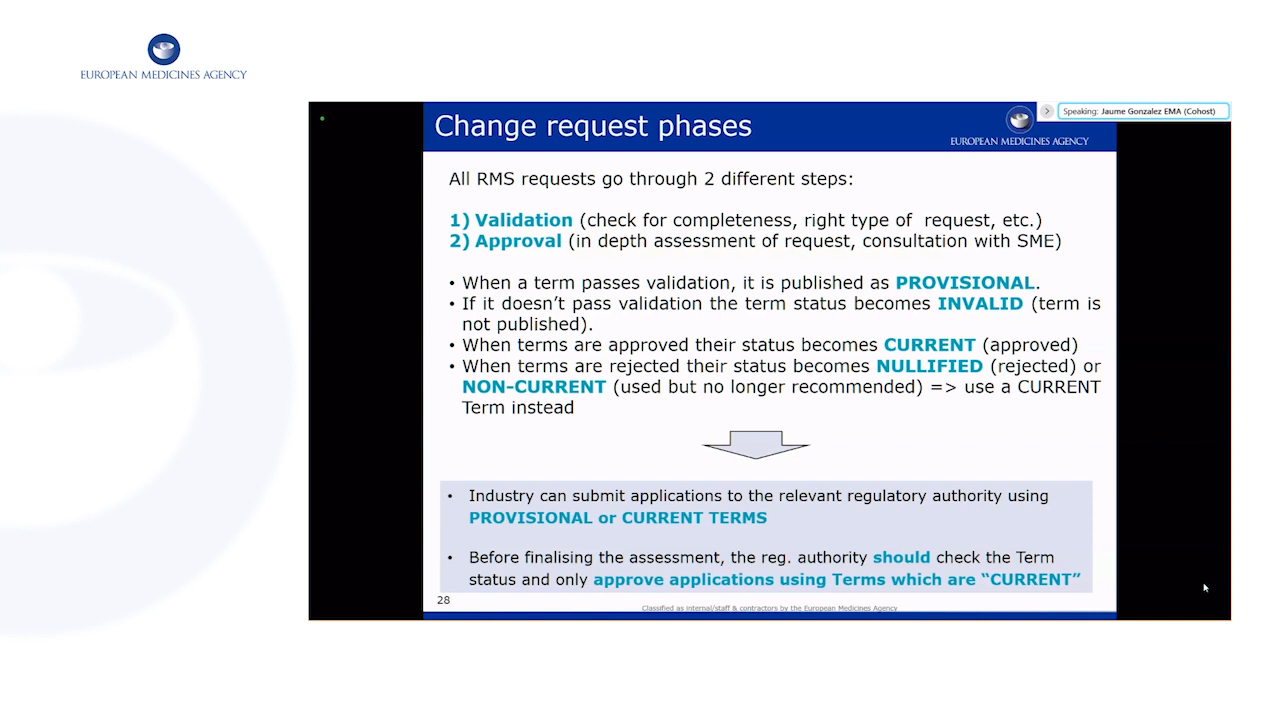 EUROPEAN MEDICINES AGENCY
Change request phases
Speaking: Jaume Gonzalez EMA (Cohost)
EUROPEAN MEDICINES AGENCY
All RMS requests go through 2 different steps:
1) Validation (check for completeness, right type of request, etc.)
2) Approval (in depth assessment of request, consultation with SME)
• When a term passes validation, it is published as PROVISIONAL.
• If it doesn’t pass validation the term status becomes INVALID (term is
not published).
• When terms are approved their status becomes CURRENT (approved)
• When terms are rejected their status becomes NULLIFIED (rejected) or
NON-CURRENT (used but no longer recommended) => use a CURRENT
Term instead
• Industry can submit applications to the relevant regulatory authority using
PROVISIONAL or CURRENT TERMS
• Before finalising the assessment, the reg. authority should check the Term
status and only approve applications using Terms which are “CURRENT”
28
Classified as internal/staff & contractors by the European Medicines Agency